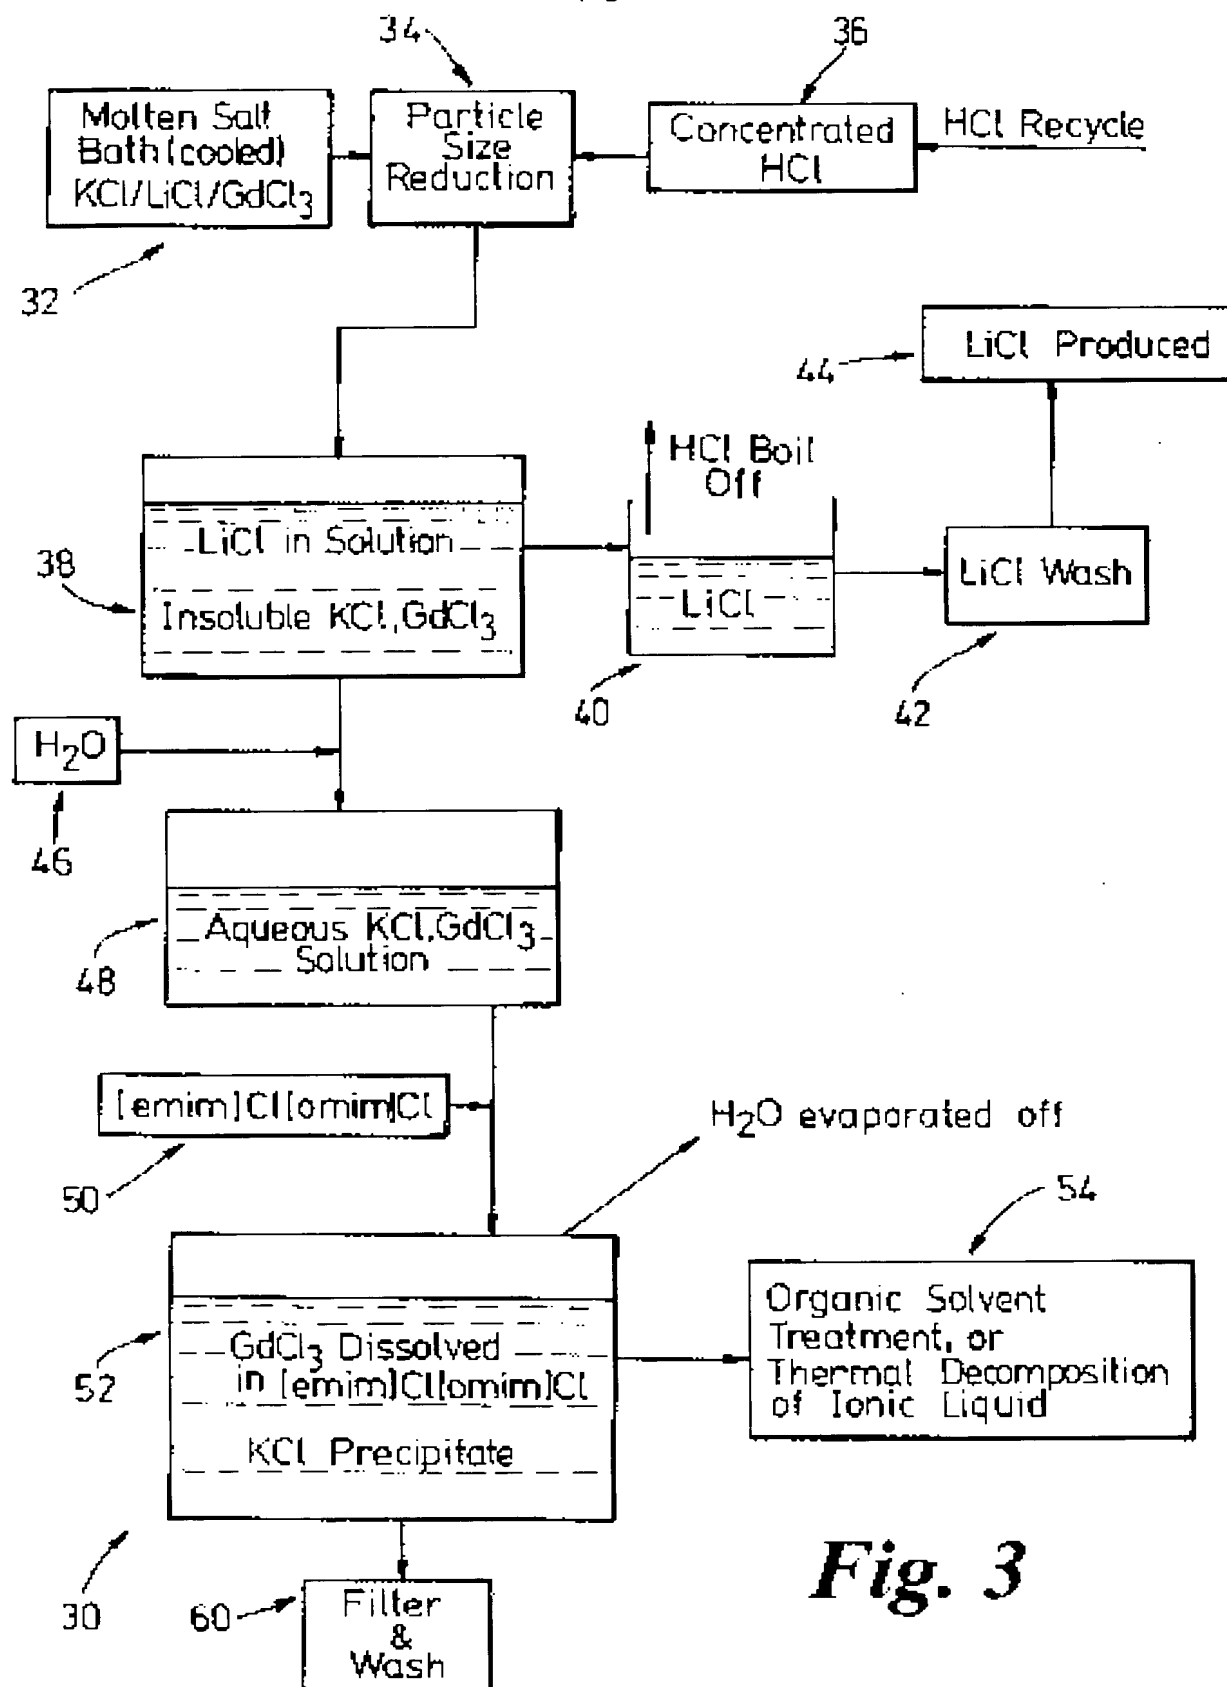 34
36
Molten Salt
Bath (cooled)
KCl/LiCl/GdCl3
Particle
Size
Reduction
Concentrated
HCl
HCl Recycle
32
LiCl Produced
44
HCl Boil
Off
LiCl in Solution
Insoluble KCl,GdCl3
38
LiCl
LiCl Wash
40
42
H2O
46
Aqueous KCl,GdCl3
Solution
48
[emim]Cl[omim]Cl
50
H2O evaporated off
54
GdCl3 Dissolved
in [emim]Cl[omim]Cl
KCl Precipitate
52
Organic Solvent
Treatment, or
Thermal Decomposition
of Ionic Liquid
30
60
Filter
&
Wash
Fig. 3